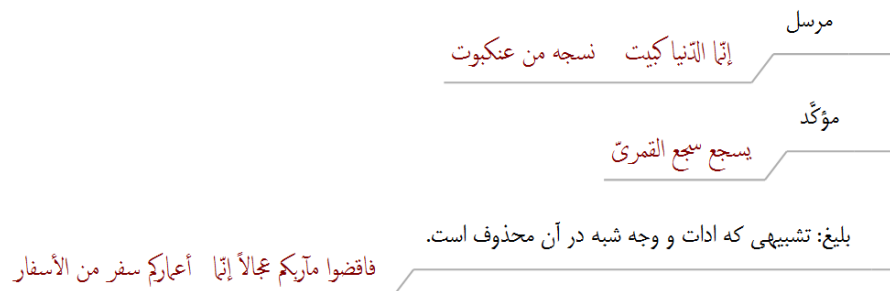 مرسل
إنّما الدّنيا كبيت نسجه من عنكبوت
مؤكَّد
يسجع سجع القمريّ
بلیغ: تشبیهی که ادات و وجه شبه در آن محذوف است.
فاقضوا مآربكم عجالاً إنّما أعماركم سفر من الأسفار